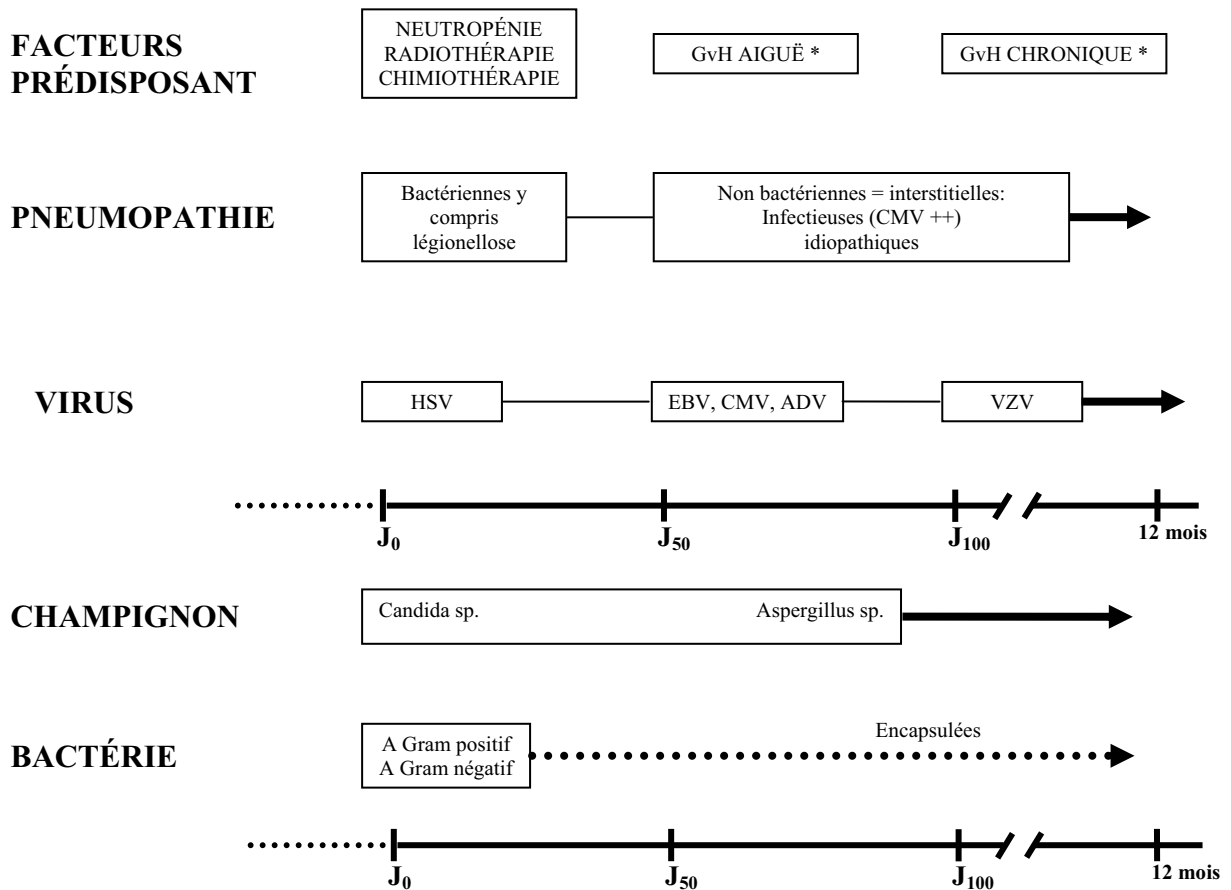 FACTEURS
PRÉDISPOSANT
NEUTROPÉNIE
RADIOTHÉRAPIE
CHIMIOTHÉRAPIE
GvH AIGUË *
GvH CHRONIQUE *
PNEUMOPATHIE
Bactériennes y
compris
légionellose
Non bactériennes = interstitielles:
Infectieuses (CMV ++)
idiopathiques
VIRUS
HSV
EBV, CMV, ADV
VZV
J0
J50
J100
12 mois
CHAMPIGNON
Candida sp.
Aspergillus sp.
BACTÉRIE
A Gram positif
A Gram négatif
Encapsulées
J0
J50
J100
12 mois